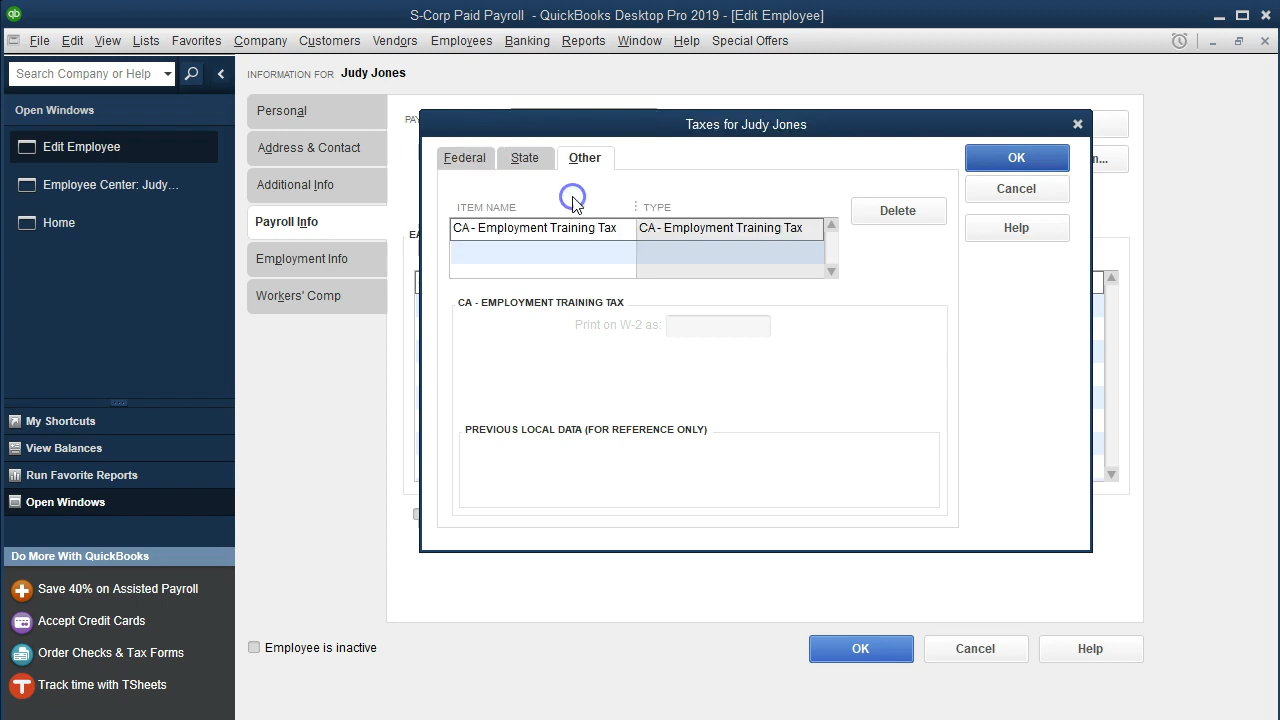 S-Corp Paid Payroll - QuickBooks Desktop Pro 2019 - [Edit Employee]
File Edit View Lists Favorites Company Customers Vendors Employees Banking Reports Window Help Special Offers
Search Company or Help
INFORMATION FOR Judy Jones
Open Windows
Edit Employee
Employee Center: Judy...
Home
My Shortcuts
View Balances
Run Favorite Reports
Open Windows
Do More With QuickBooks
Save 40% on Assisted Payroll
Accept Credit Cards
Order Checks & Tax Forms
Track time with TSheets
Personal
Address & Contact
Additional Info
Payroll Info
Employment Info
Workers' Comp
Taxes for Judy Jones
Federal State Other
OK
Cancel
Help
ITEM NAME TYPE
CA - Employment Training Tax CA - Employment Training Tax
Delete
CA - EMPLOYMENT TRAINING TAX
Print on W-2 as:
PREVIOUS LOCAL DATA (FOR REFERENCE ONLY)
Employee is inactive
OK Cancel Help